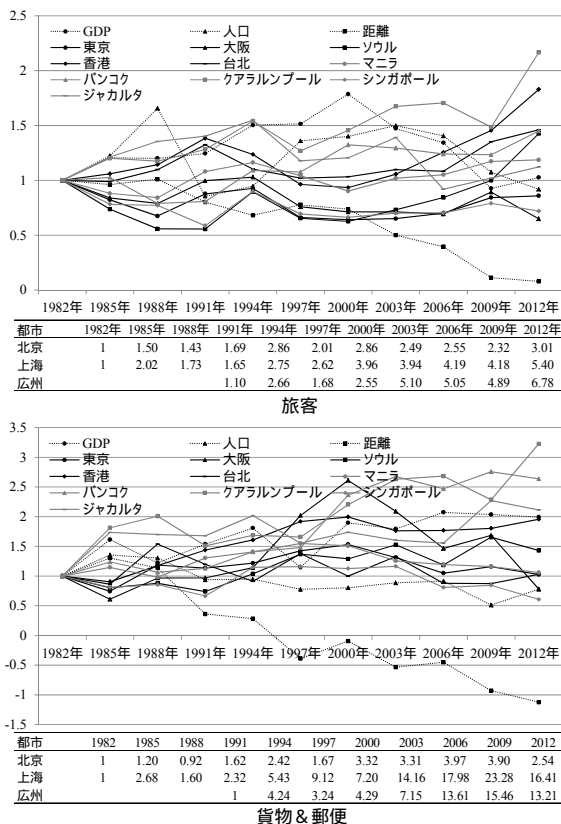 2.5
GDP 人口 距離
東京 大阪 ソウル
2
香港 台北 マニラ
バンコク クアラルンプール シンガポール
ジャカルタ
1.5
1
0.5
0
1982年 1985年 1988年 1991年 1994年 1997年 2000年 2003年 2006年 2009年 2012年
都市 1982年 1985年 1988年 1991年 1994年 1997年 2000年 2003年 2006年 2009年 2012年
北京 1 1.50 1.43 1.69 2.86 2.01 2.86 2.49 2.55 2.32 3.01
上海 1 2.02 1.73 1.65 2.75 2.62 3.96 3.94 4.19 4.18 5.40
広州 1.10 2.66 1.68 2.55 5.10 5.05 4.89 6.78
旅客
3.5
GDP 人口 距離
3
東京 大阪 ソウル
香港 台北 マニラ
2.5
バンコク クアラルンプール シンガポール
ジャカルタ
2
1.5
1
0.5
0
1982年 1985年 1988年 1991年 1994年 1997年 2000年 2003年 2006年 2009年 2012年
-0.5
-1
-1.5
都市 1982 1985 1988 1991 1994 1997 2000 2003 2006 2009 2012
北京 1 1.20 0.92 1.62 2.42 1.67 3.32 3.31 3.97 3.90 2.54
上海 1 2.68 1.60 2.32 5.43 9.12 7.20 14.16 17.98 23.28 16.41
広州 1 4.24 3.24 4.29 7.15 13.61 15.46 13.21
貨物＆郵便